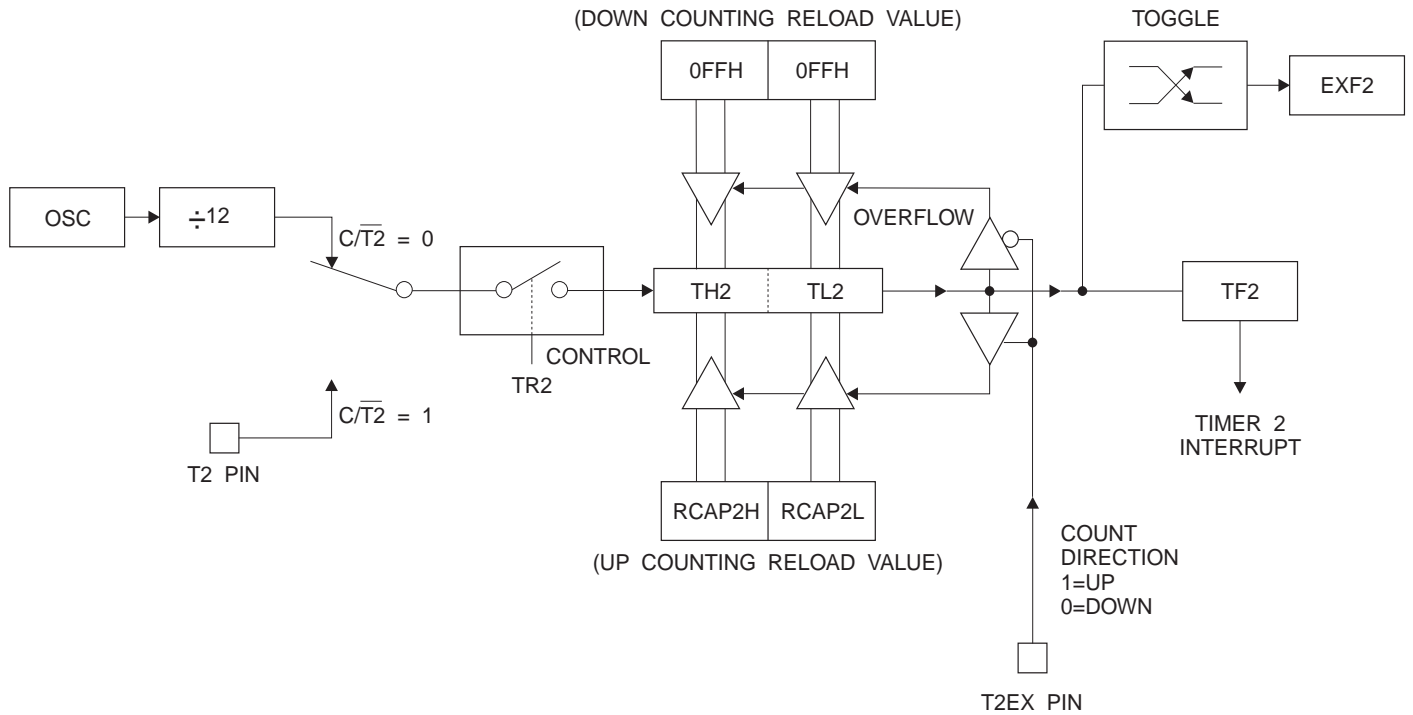 (DOWN COUNTING RELOAD VALUE)
TOGGLE
0FFH 0FFH
EXF2
OSC
÷12
C/T2̅ = 0
OVERFLOW
TH2 TL2
TF2
CONTROL
TR2
C/T2̅ = 1
T2 PIN
TIMER 2
INTERRUPT
RCAP2H RCAP2L
(UP COUNTING RELOAD VALUE)
COUNT
DIRECTION
1=UP
0=DOWN
T2EX PIN